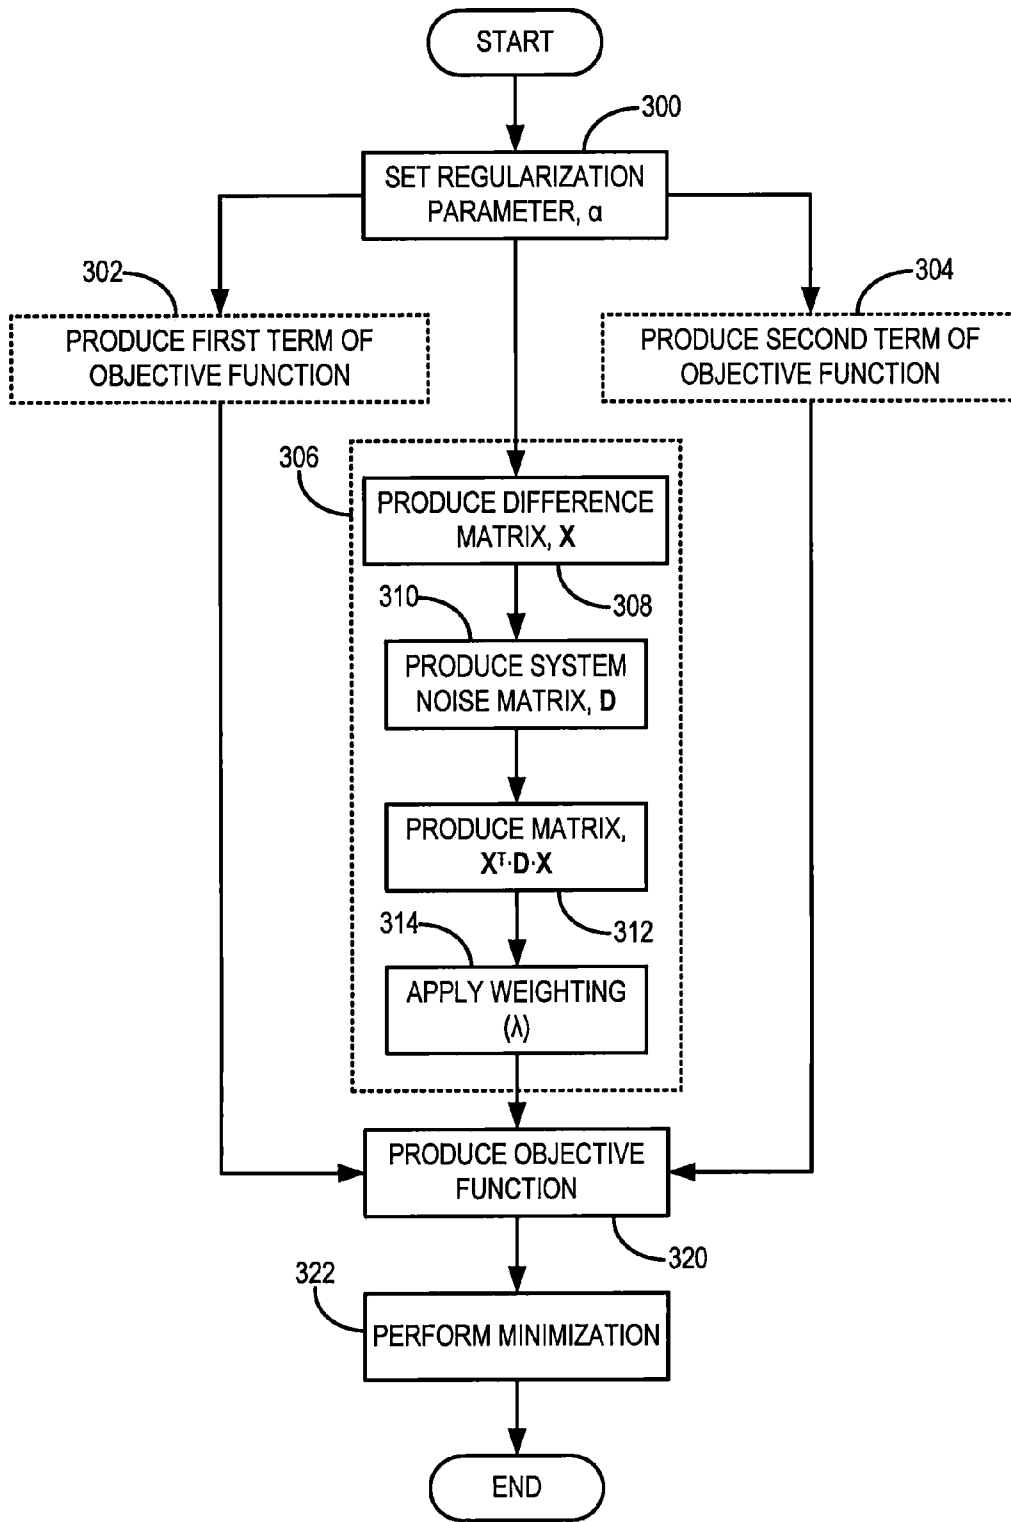 START
300
SET REGULARIZATION
PARAMETER, α
302
304
PRODUCE FIRST TERM OF
OBJECTIVE FUNCTION
PRODUCE SECOND TERM OF
OBJECTIVE FUNCTION
306
PRODUCE DIFFERENCE
MATRIX, X
308
310
PRODUCE SYSTEM
NOISE MATRIX, D
PRODUCE MATRIX,
Xᵀ·D·X
312
314
APPLY WEIGHTING
(λ)
PRODUCE OBJECTIVE
FUNCTION
320
322
PERFORM MINIMIZATION
END